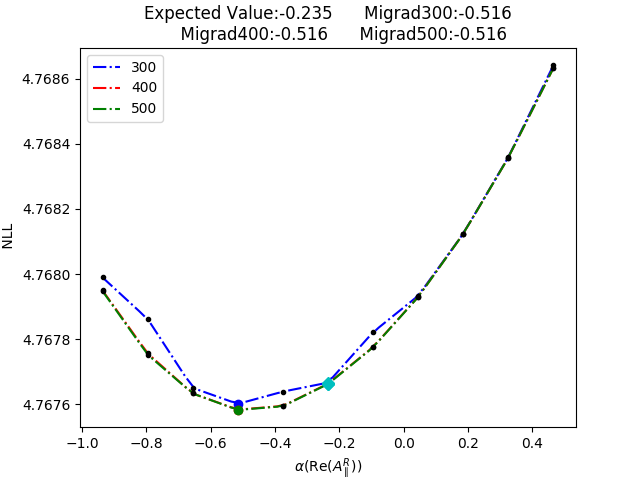 Expected Value:-0.235 Migrad300:-0.516
Migrad400:-0.516 Migrad500:-0.516
300
400
500
4.7686
4.7684
4.7682
4.7680
4.7678
4.7676
NLL
−1.0 −0.8 −0.6 −0.4 −0.2 0.0 0.2 0.4
α(Re(A∥^R))